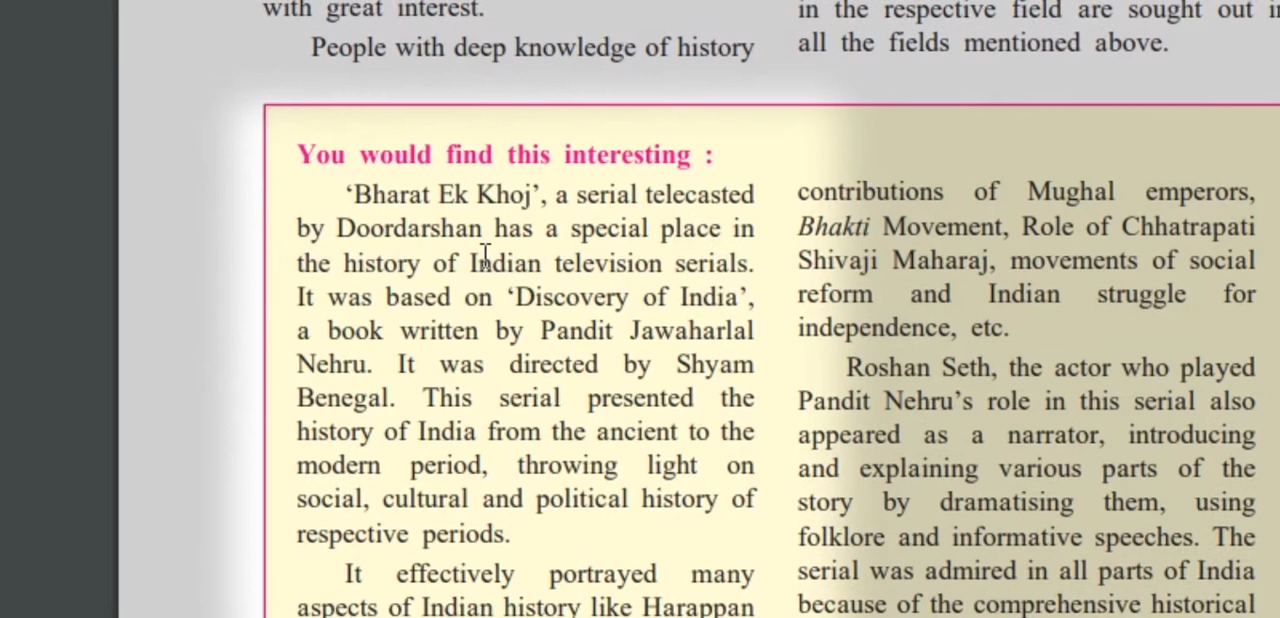 with great interest.
People with deep knowledge of history
in the respective field are sought out
all the fields mentioned above.
You would find this interesting :
‘Bharat Ek Khoj’, a serial telecasted
by Doordarshan has a special place in
the history of Indian television serials.
It was based on ‘Discovery of India’,
a book written by Pandit Jawaharlal
Nehru. It was directed by Shyam
Benegal. This serial presented the
history of India from the ancient to the
modern period, throwing light on
social, cultural and political history of
respective periods.
It effectively portrayed many
aspects of Indian history like Harappan
contributions of Mughal emperors,
Bhakti Movement, Role of Chhatrapati
Shivaji Maharaj, movements of social
reform and Indian struggle for
independence, etc.
Roshan Seth, the actor who played
Pandit Nehru’s role in this serial also
appeared as a narrator, introducing
and explaining various parts of the
story by dramatising them, using
folklore and informative speeches. The
serial was admired in all parts of India
because of the comprehensive historical